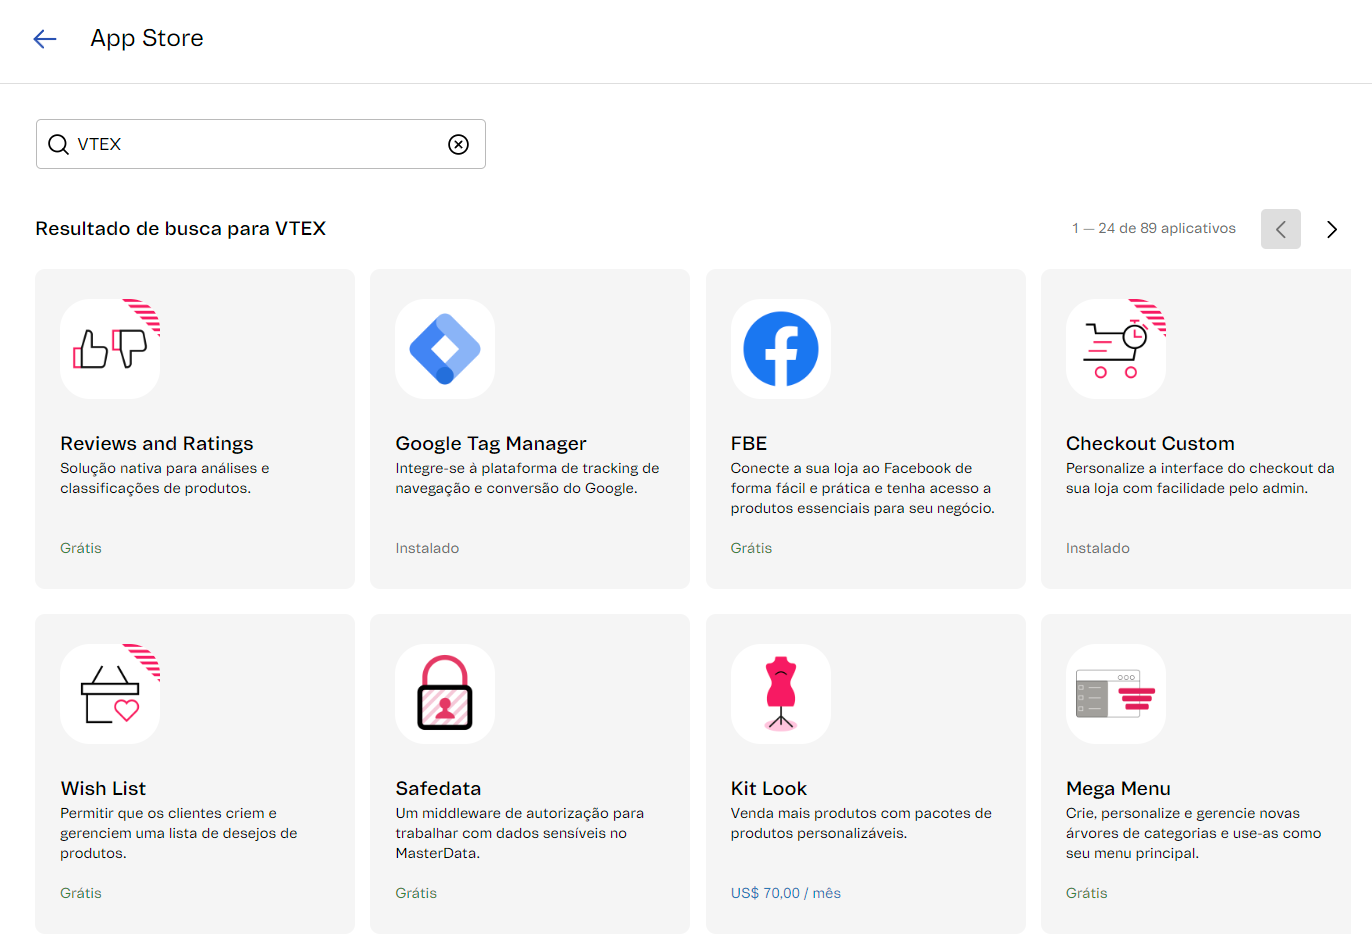 App Store
VTEX
Resultado de busca para VTEX
1 — 24 de 89 aplicativos
Reviews and Ratings
Solução nativa para análises e
classificações de produtos.
Grátis
Google Tag Manager
Integre-se à plataforma de tracking de
navegação e conversão do Google.
Instalado
FBE
Conecte a sua loja ao Facebook de
forma fácil e prática e tenha acesso a
produtos essenciais para seu negócio.
Grátis
Checkout Custom
Personalize a interface do checkout da
sua loja com facilidade pelo admin.
Instalado
Wish List
Permitir que os clientes criem e
gerenciem uma lista de desejos de
produtos.
Grátis
Safedata
Um middleware de autorização para
trabalhar com dados sensíveis no
MasterData.
Grátis
Kit Look
Venda mais produtos com pacotes de
produtos personalizáveis.
US$ 70,00 / mês
Mega Menu
Crie, personalize e gerencie novas
árvores de categorias e use-as como
seu menu principal.
Grátis